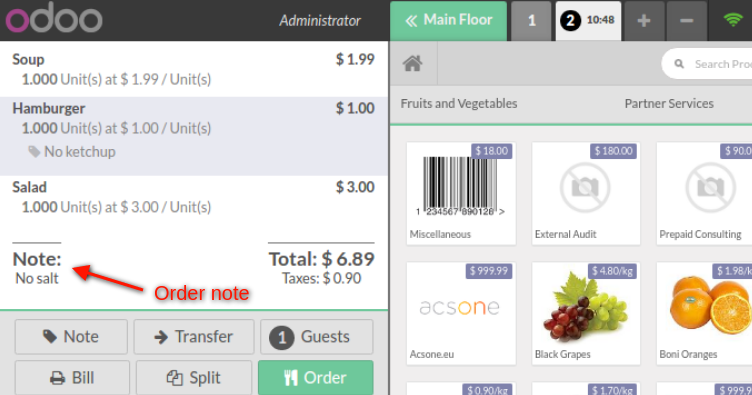 odoo
Administrator
Main Floor
1
2 10:48
+
−
Soup $ 1.99
1.000 Unit(s) at $ 1.99 / Unit(s)
Hamburger $ 1.00
1.000 Unit(s) at $ 1.00 / Unit(s)
No ketchup
Salad $ 3.00
1.000 Unit(s) at $ 3.00 / Unit(s)
Note: Total: $ 6.89
No salt Taxes: $ 0.90
Order note
Note Transfer 1 Guests
Bill Split Order
Search Pro
Fruits and Vegetables Partner Services
$ 18.00 $ 180.00 $ 90.0
1 234567 890128 >
Miscellaneous External Audit Prepaid Consulting
$ 999.99 $ 4.80/kg $ 1.98/k
acsone
Acsone.eu Black Grapes Boni Oranges
$ 0.90/kg $ 1.70/kg $ 999.9